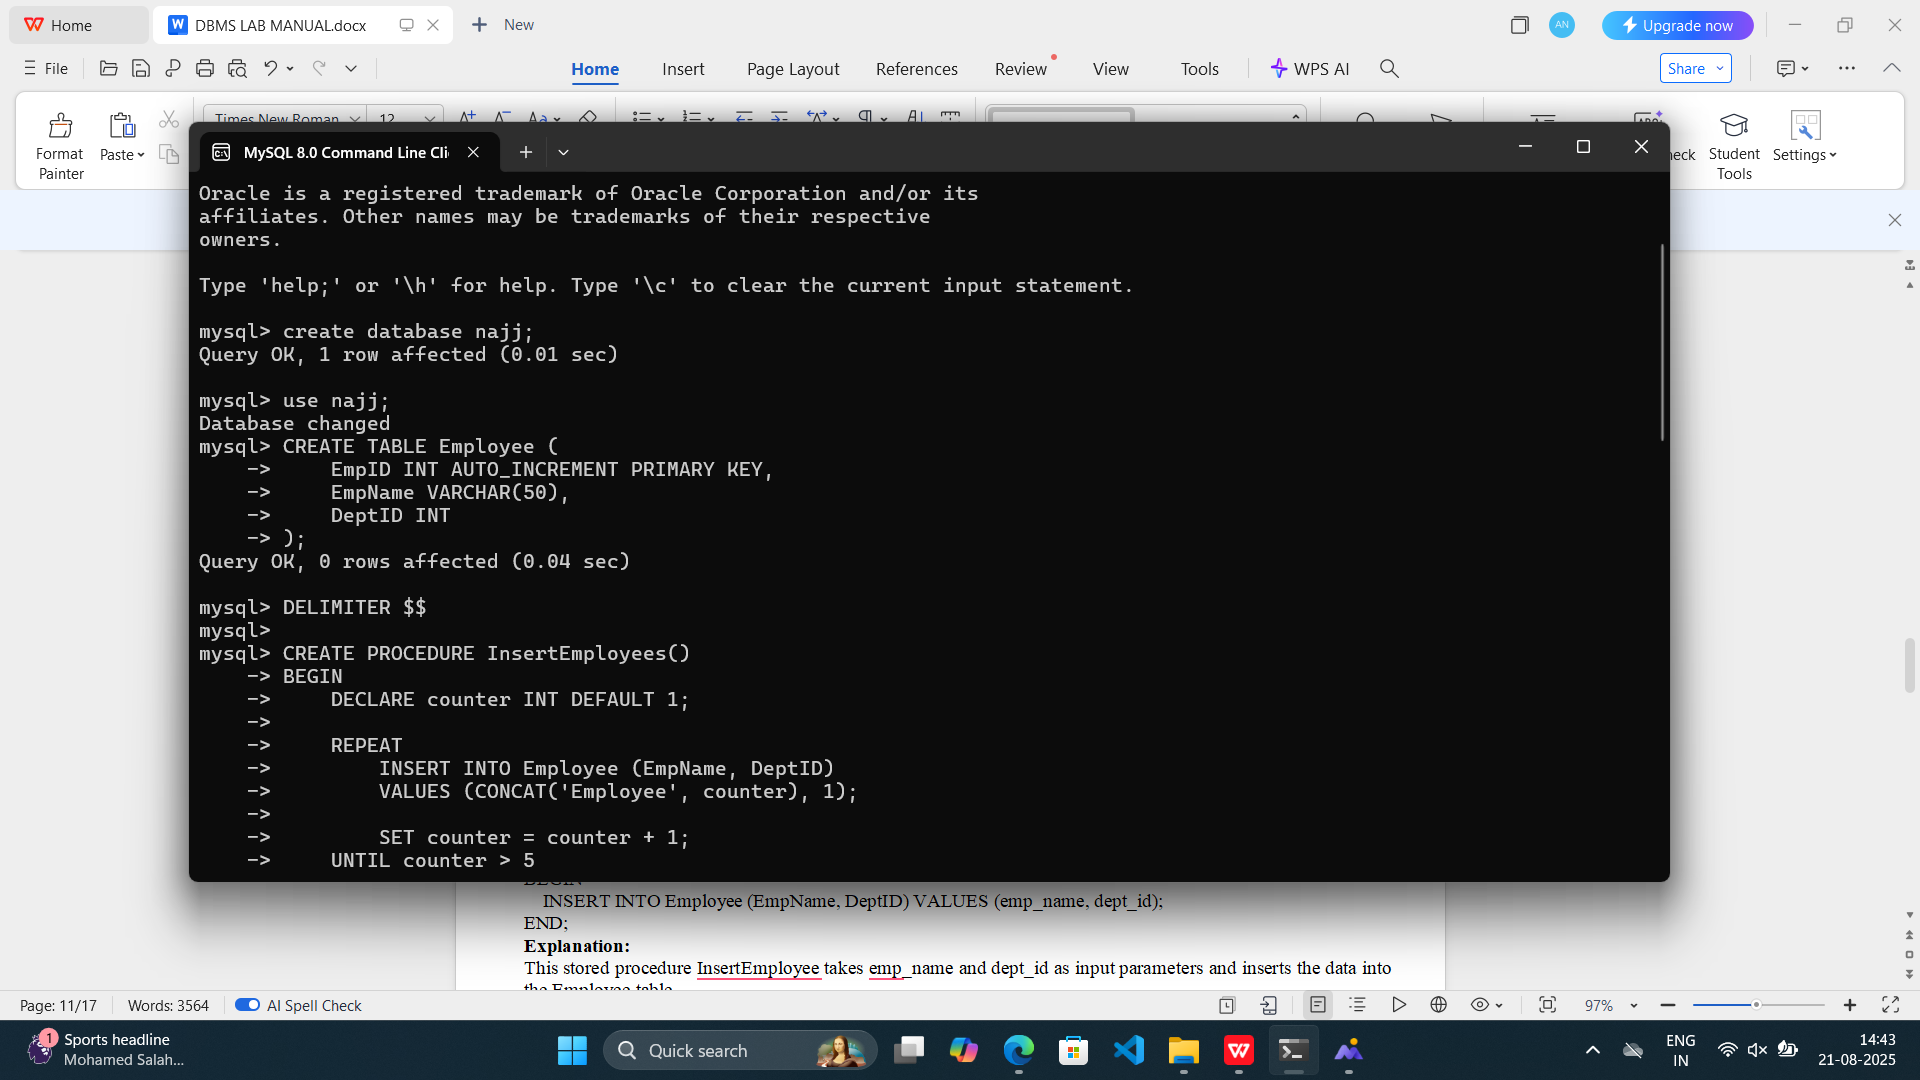 Home
DBMS LAB MANUAL.docx
New
AN
Upgrade now
File
Home
Insert
Page Layout
References
Review
View
Tools
WPS AI
Share
Format
Painter
Paste
Times New Roman
12
Student
Tools
Settings
MySQL 8.0 Command Line Cli
Oracle is a registered trademark of Oracle Corporation and/or its
affiliates. Other names may be trademarks of their respective
owners.
Type 'help;' or '\h' for help. Type '\c' to clear the current input statement.
mysql> create database najj;
Query OK, 1 row affected (0.01 sec)
mysql> use najj;
Database changed
mysql> CREATE TABLE Employee (
    ->     EmpID INT AUTO_INCREMENT PRIMARY KEY,
    ->     EmpName VARCHAR(50),
    ->     DeptID INT
    -> );
Query OK, 0 rows affected (0.04 sec)
mysql> DELIMITER $$
mysql>
mysql> CREATE PROCEDURE InsertEmployees()
    -> BEGIN
    ->     DECLARE counter INT DEFAULT 1;
    ->
    ->     REPEAT
    ->         INSERT INTO Employee (EmpName, DeptID)
    ->         VALUES (CONCAT('Employee', counter), 1);
    ->
    ->         SET counter = counter + 1;
    ->     UNTIL counter > 5
INSERT INTO Employee (EmpName, DeptID) VALUES (emp_name, dept_id);
END;
Explanation:
This stored procedure InsertEmployee takes emp_name and dept_id as input parameters and inserts the data into
the Employee table
Page: 11/17
Words: 3564
AI Spell Check
97%
1
Sports headline
Mohamed Salah...
Quick search
ENG
IN
14:43
21-08-2025